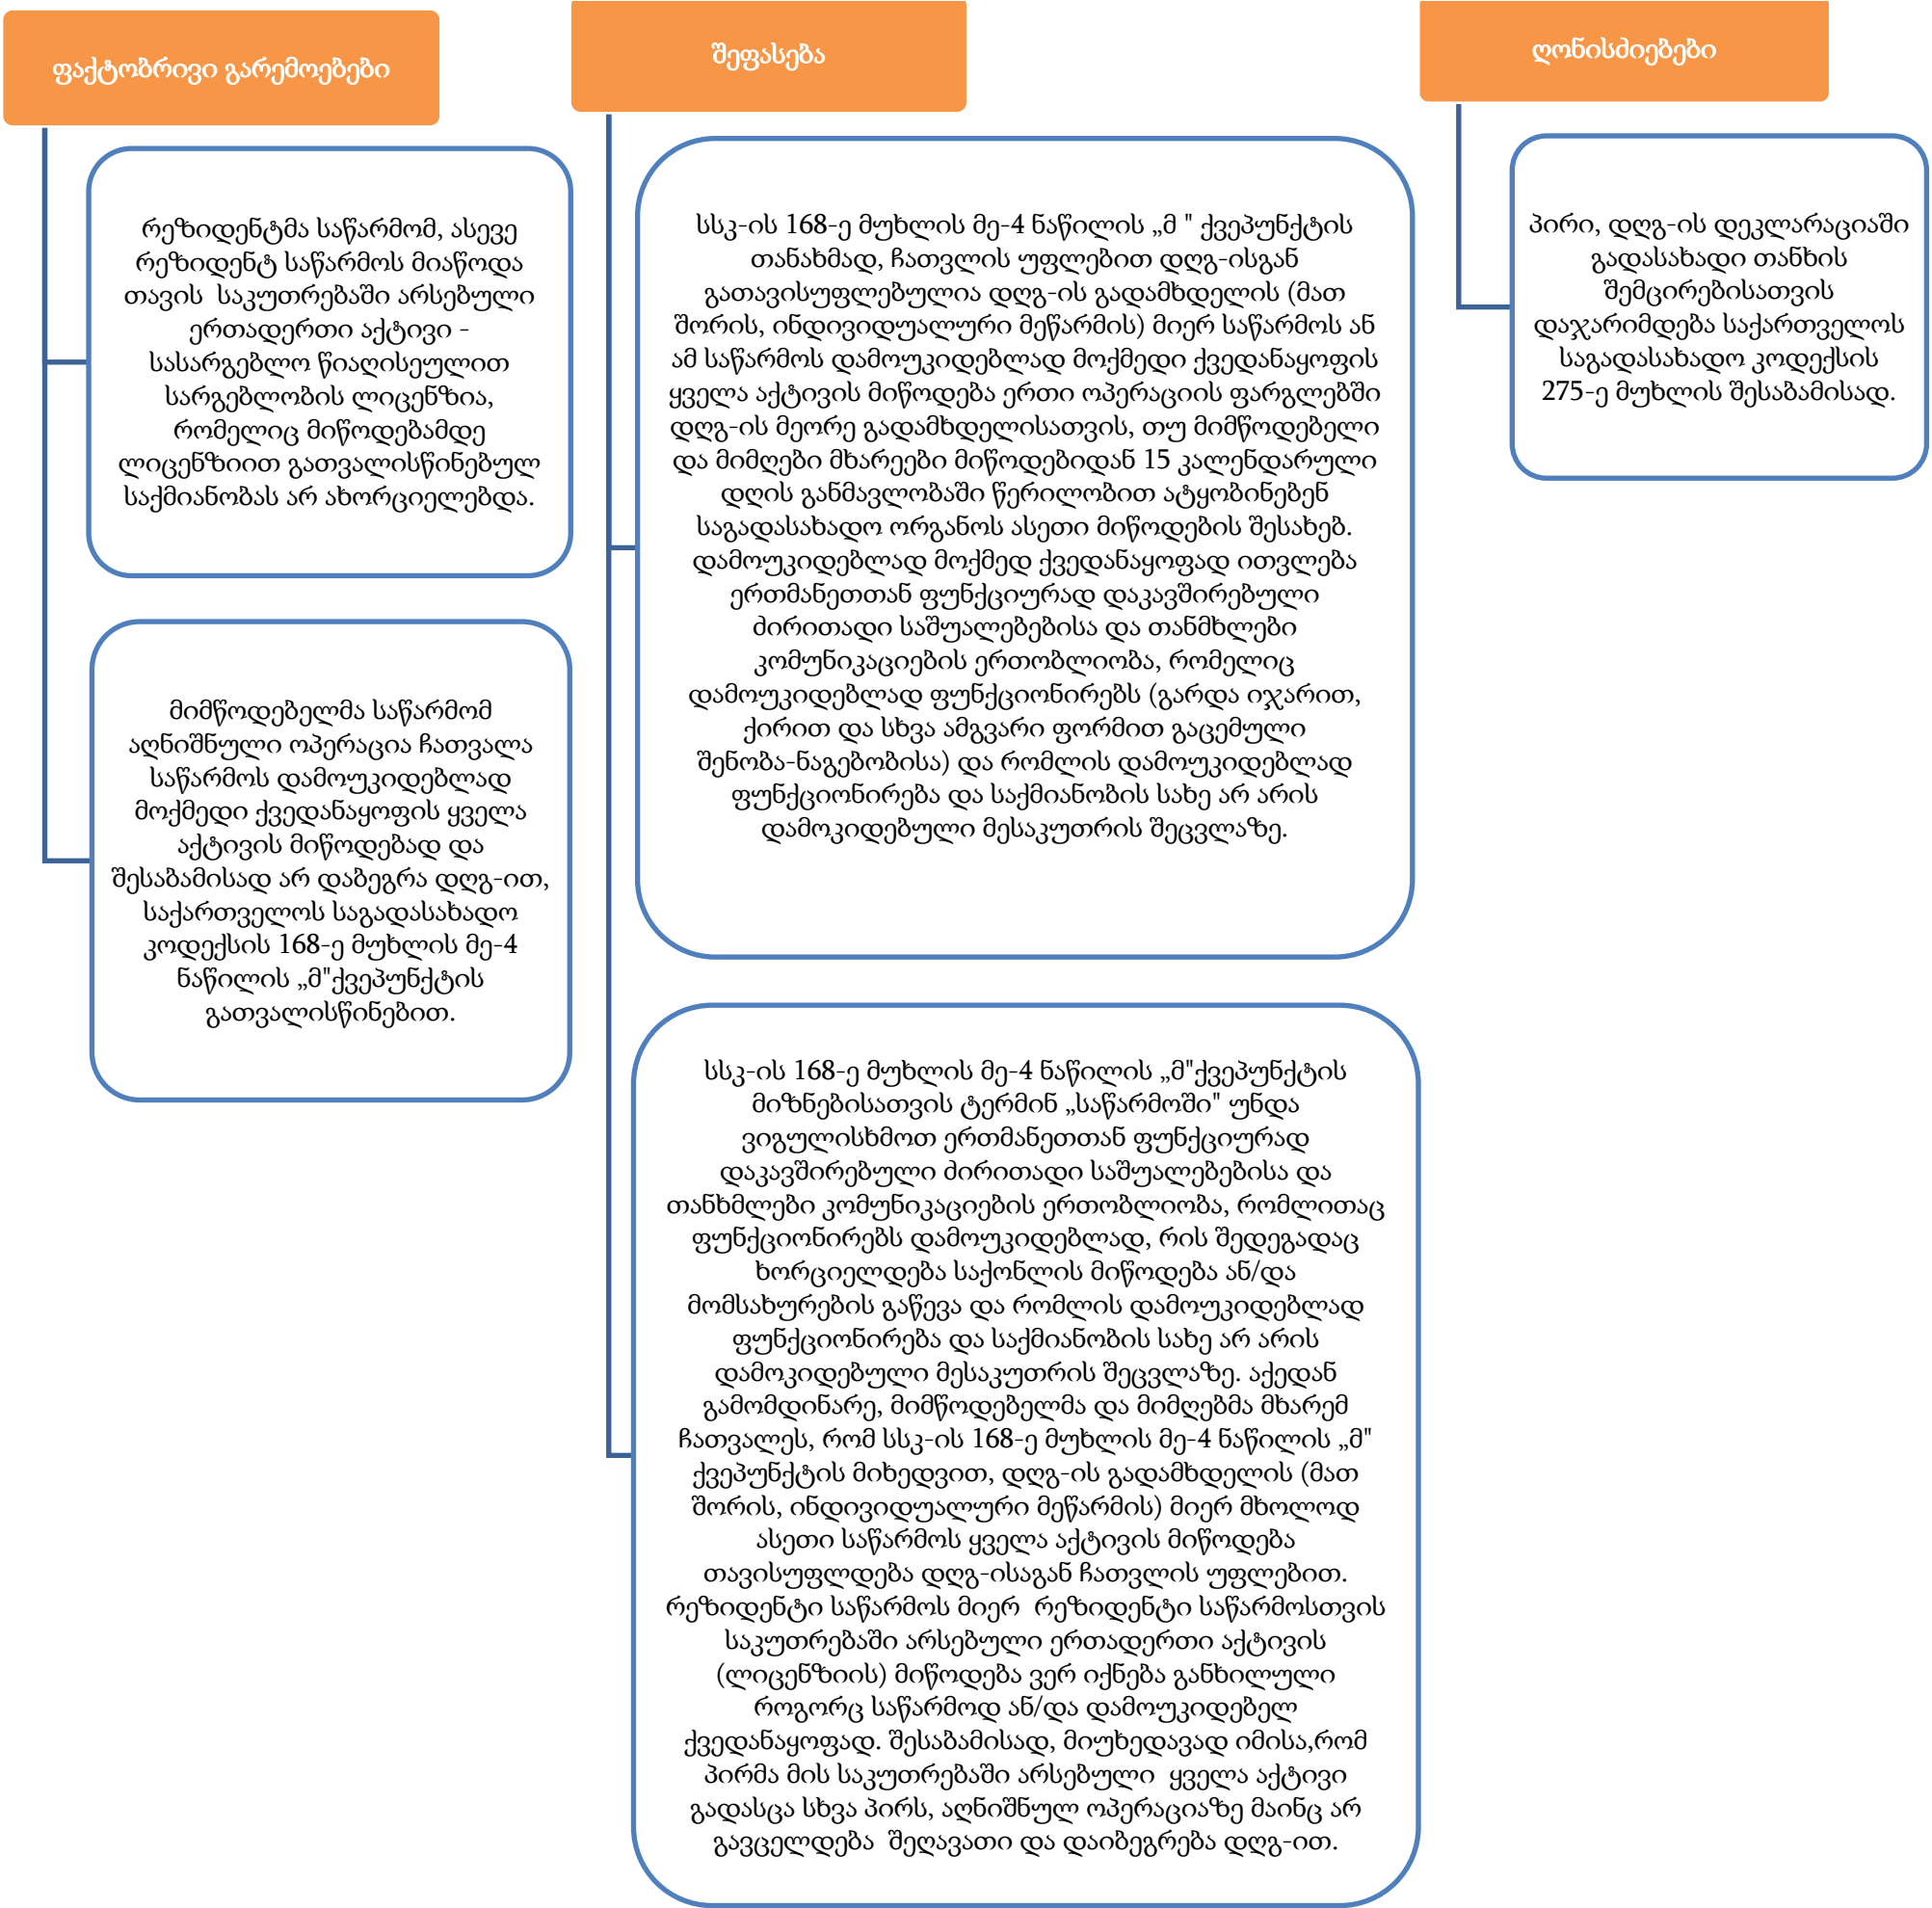 ფაქტობრივი გარემოებები
რეზიდენტმა საწარმომ, ასევე
რეზიდენტ საწარმოს მიაწოდა
თავის საკუთრებაში არსებული
ერთადერთი აქტივი -
სასარგებლო წიაღისეულით
სარგებლობის ლიცენზია,
რომელიც მიწოდებამდე
ლიცენზიით გათვალისწინებულ
საქმიანობას არ ახორციელებდა.
მიმწოდებელმა საწარმომ
აღნიშნული ოპერაცია ჩათვალა
საწარმოს დამოუკიდებლად
მოქმედი ქვედანაყოფის ყველა
აქტივის მიწოდებად და
შესაბამისად არ დაბეგრა დღგ-ით,
საქართველოს საგადასახადო
კოდექსის 168-ე მუხლის მე-4
ნაწილის „მ"ქვეპუნქტის
გათვალისწინებით.
შეფასება
სსკ-ის 168-ე მუხლის მე-4 ნაწილის „მ " ქვეპუნქტის
თანახმად, ჩათვლის უფლებით დღგ-ისგან
გათავისუფლებულია დღგ-ის გადამხდელის (მათ
შორის, ინდივიდუალური მეწარმის) მიერ საწარმოს ან
ამ საწარმოს დამოუკიდებლად მოქმედი ქვედანაყოფის
ყველა აქტივის მიწოდება ერთი ოპერაციის ფარგლებში
დღგ-ის მეორე გადამხდელისათვის, თუ მიმწოდებელი
და მიმღები მხარეები მიწოდებიდან 15 კალენდარული
დღის განმავლობაში წერილობით ატყობინებენ
საგადასახადო ორგანოს ასეთი მიწოდების შესახებ.
დამოუკიდებლად მოქმედ ქვედანაყოფად ითვლება
ერთმანეთთან ფუნქციურად დაკავშირებული
ძირითადი საშუალებებისა და თანმხლები
კომუნიკაციების ერთობლიობა, რომელიც
დამოუკიდებლად ფუნქციონირებს (გარდა იჯარით,
ქირით და სხვა ამგვარი ფორმით გაცემული
შენობა-ნაგებობისა) და რომლის დამოუკიდებლად
ფუნქციონირება და საქმიანობის სახე არ არის
დამოკიდებული მესაკუთრის შეცვლაზე.
სსკ-ის 168-ე მუხლის მე-4 ნაწილის „მ"ქვეპუნქტის
მიზნებისათვის ტერმინ „საწარმოში" უნდა
ვიგულისხმოთ ერთმანეთთან ფუნქციურად
დაკავშირებული ძირითადი საშუალებებისა და
თანხმლები კომუნიკაციების ერთობლიობა, რომლითაც
ფუნქციონირებს დამოუკიდებლად, რის შედეგადაც
ხორციელდება საქონლის მიწოდება ან/და
მომსახურების გაწევა და რომლის დამოუკიდებლად
ფუნქციონირება და საქმიანობის სახე არ არის
დამოკიდებული მესაკუთრის შეცვლაზე. აქედან
გამომდინარე, მიმწოდებელმა და მიმღებმა მხარემ
ჩათვალეს, რომ სსკ-ის 168-ე მუხლის მე-4 ნაწილის „მ"
ქვეპუნქტის მიხედვით, დღგ-ის გადამხდელის (მათ
შორის, ინდივიდუალური მეწარმის) მიერ მხოლოდ
ასეთი საწარმოს ყველა აქტივის მიწოდება
თავისუფლდება დღგ-ისაგან ჩათვლის უფლებით.
რეზიდენტი საწარმოს მიერ რეზიდენტი საწარმოსთვის
საკუთრებაში არსებული ერთადერთი აქტივის
(ლიცენზიის) მიწოდება ვერ იქნება განხილული
როგორც საწარმოდ ან/და დამოუკიდებელ
ქვედანაყოფად. შესაბამისად, მიუხედავად იმისა,რომ
პირმა მის საკუთრებაში არსებული ყველა აქტივი
გადასცა სხვა პირს, აღნიშნულ ოპერაციაზე მაინც არ
გავცელდება შეღავათი და დაიბეგრება დღგ-ით.
ღონისძიებები
პირი, დღგ-ის დეკლარაციაში
გადასახადი თანხის
შემცირებისათვის
დაჯარიმდება საქართველოს
საგადასახადო კოდექსის
275-ე მუხლის შესაბამისად.